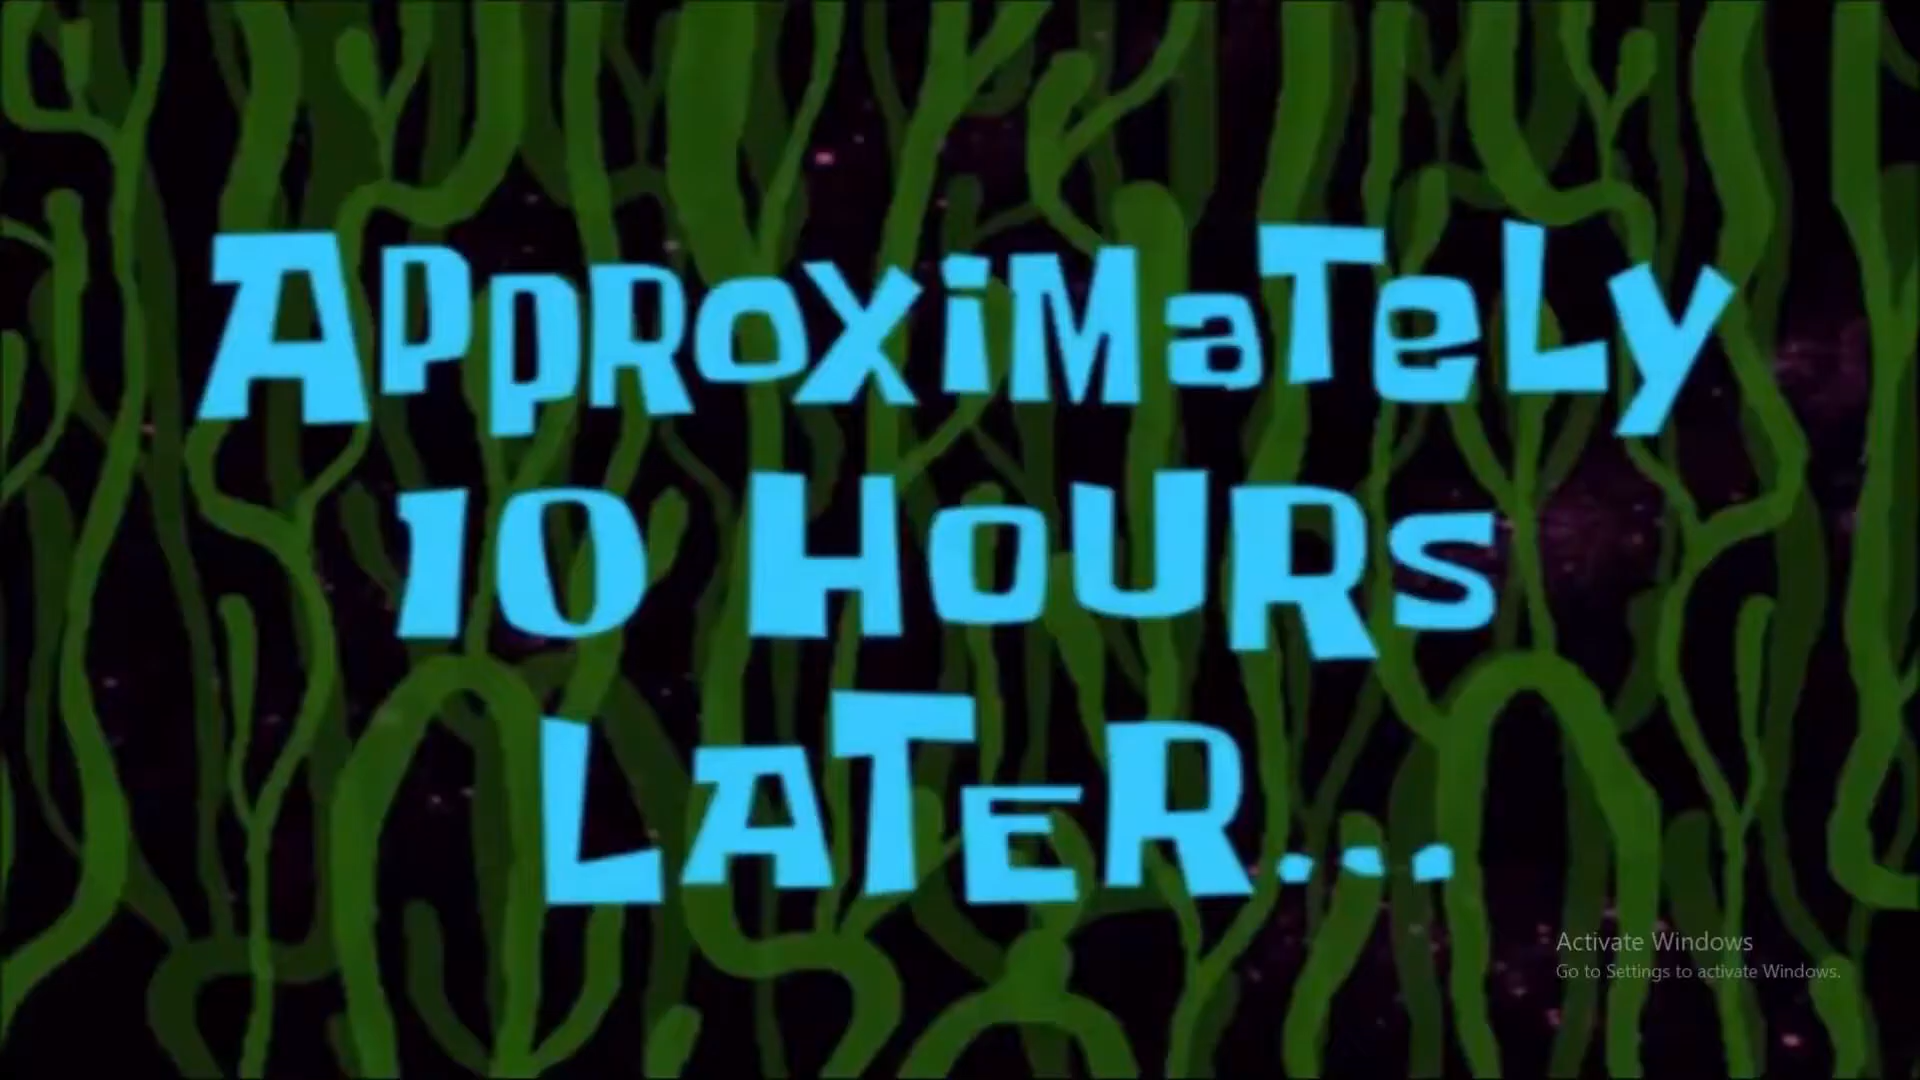 Approximately
10 Hours
Later...
Activate Windows
Go to Settings to activate Windows.